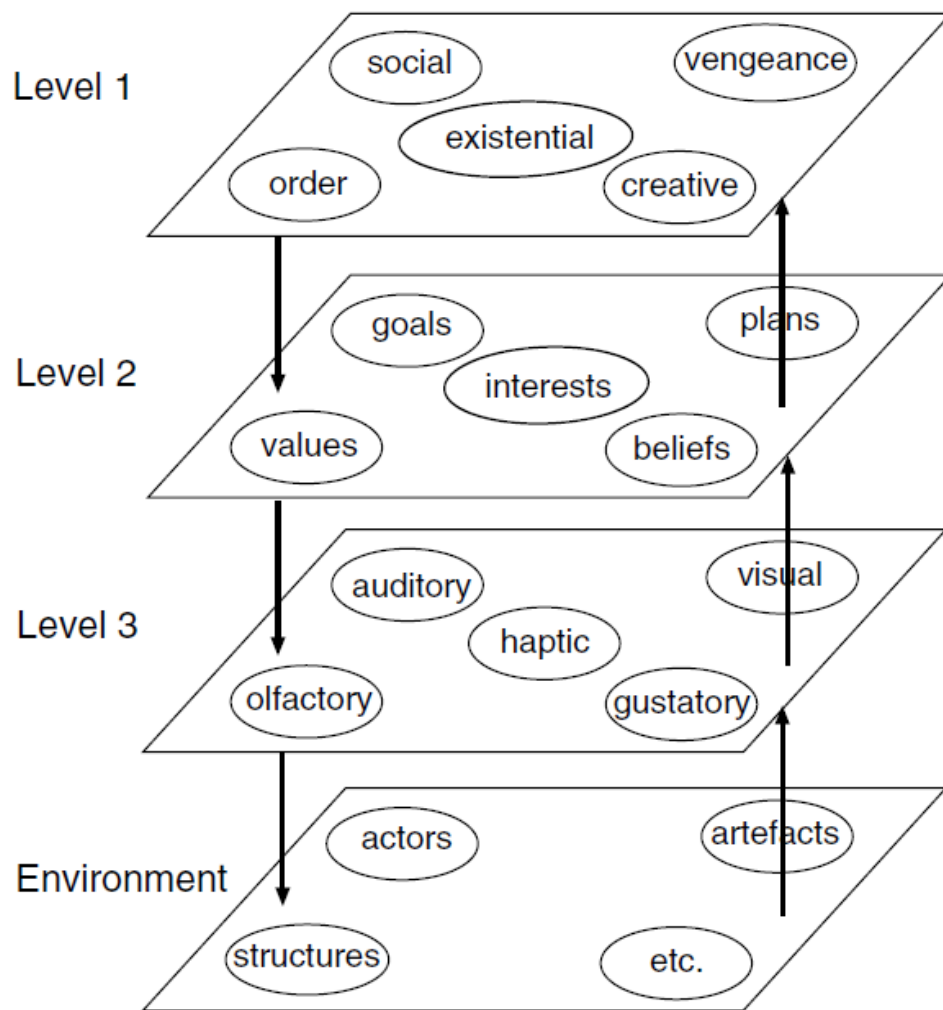 social
vengeance
Level 1
existential
order
creative
goals
plans
Level 2
interests
values
beliefs
auditory
visual
Level 3
haptic
olfactory
gustatory
actors
artefacts
Environment
structures
etc.